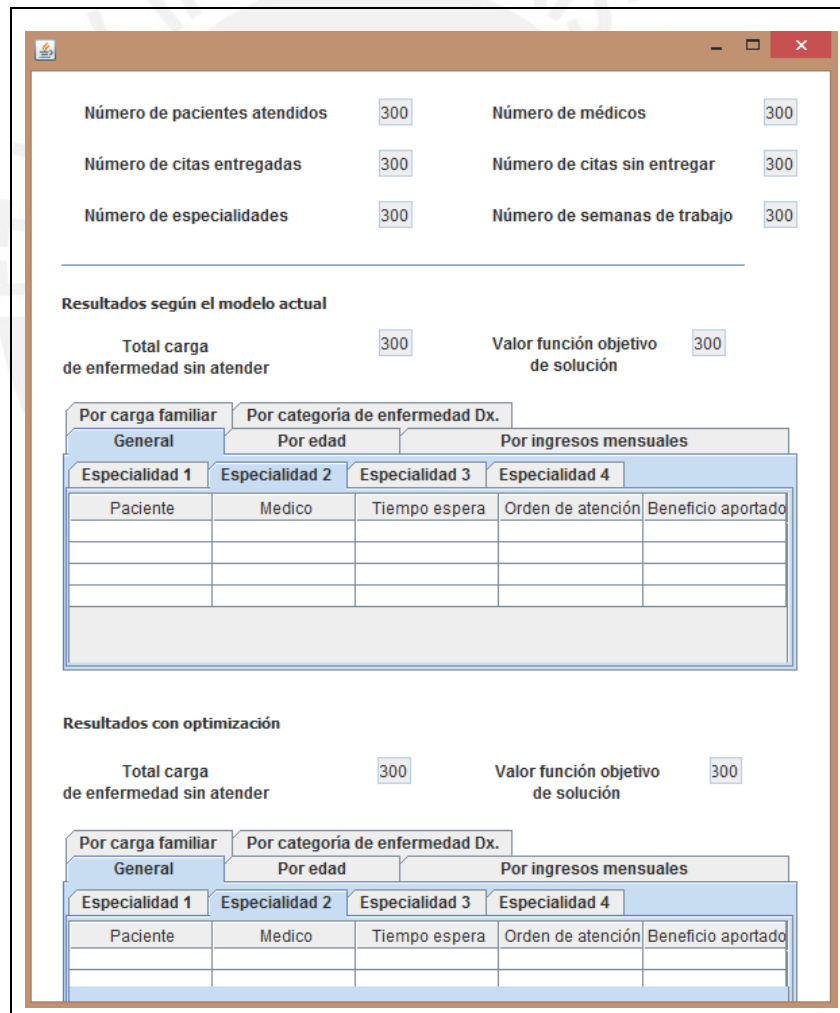 Número de pacientes atendidos 300 Número de médicos 300
Número de citas entregadas 300 Número de citas sin entregar 300
Número de especialidades 300 Número de semanas de trabajo 300
Resultados según el modelo actual
Total carga 300 Valor función objetivo 300
de enfermedad sin atender de solución
Por carga familiar Por categoría de enfermedad Dx.
General Por edad Por ingresos mensuales
Especialidad 1 Especialidad 2 Especialidad 3 Especialidad 4
Paciente Medico Tiempo espera Orden de atención Beneficio aportado
Resultados con optimización
Total carga 300 Valor función objetivo 300
de enfermedad sin atender de solución
Por carga familiar Por categoría de enfermedad Dx.
General Por edad Por ingresos mensuales
Especialidad 1 Especialidad 2 Especialidad 3 Especialidad 4
Paciente Medico Tiempo espera Orden de atención Beneficio aportado